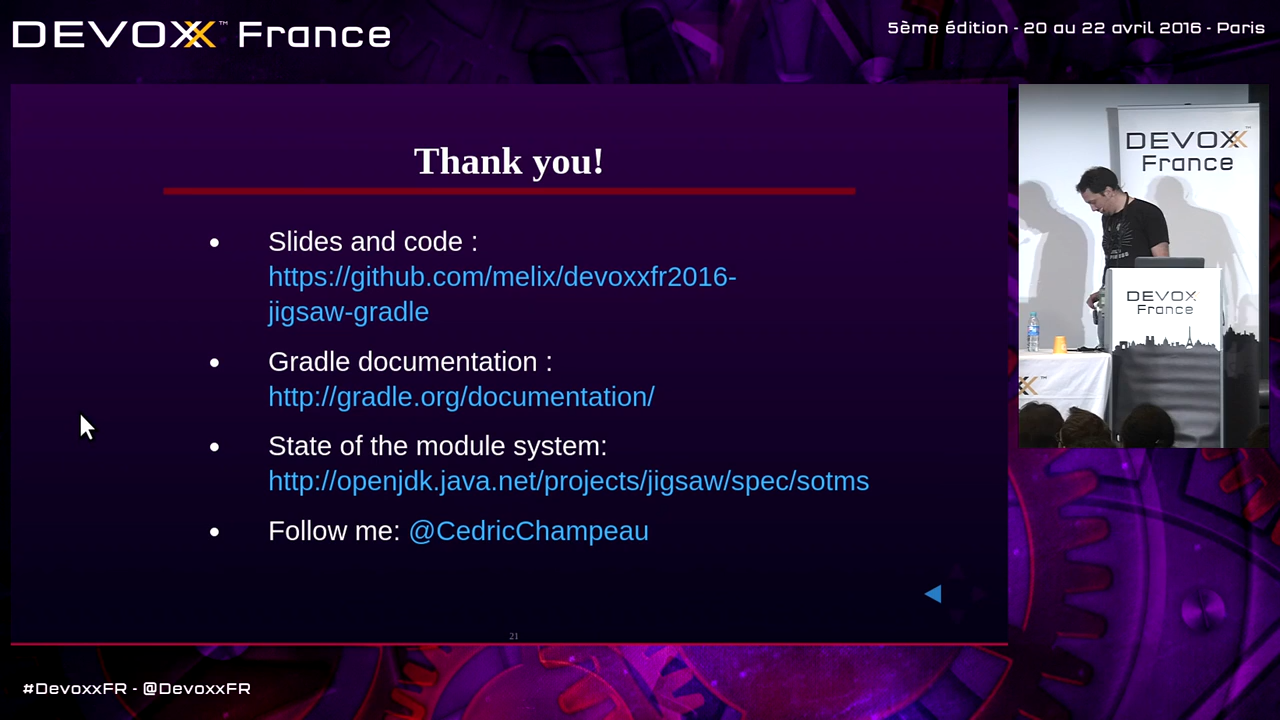 DEVOXX™ France
5ème édition - 20 au 22 avril 2016 - Paris
Thank you!
• Slides and code :
https://github.com/melix/devoxxfr2016-
jigsaw-gradle
• Gradle documentation :
http://gradle.org/documentation/
• State of the module system:
http://openjdk.java.net/projects/jigsaw/spec/sotms
• Follow me: @CedricChampeau
21
DEVOXX™
France
DEVOX
France
#DevoxxFR - @DevoxxFR